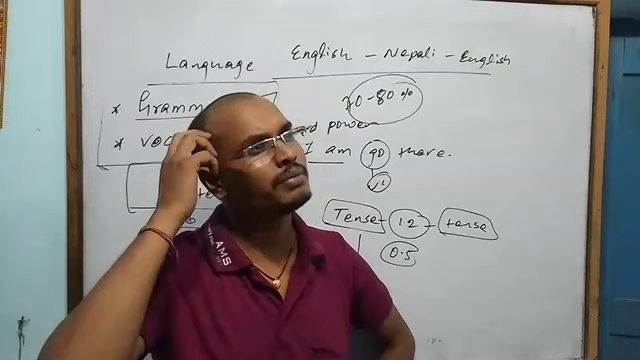 Language English - Nepali - English
* Gramm
70-80%
* voc
power
I am go there.
Tense - 12 - tense
0.5
AMS